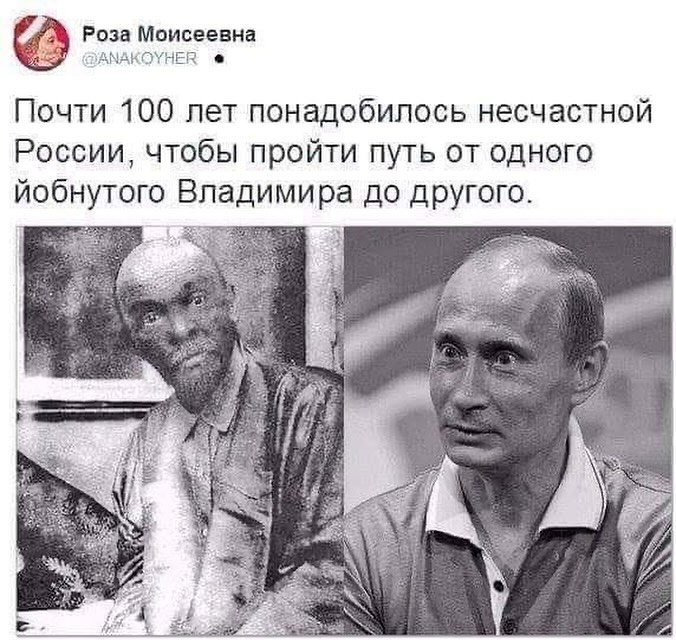 Роза Моисеевна
@ANAKOYHER
Почти 100 лет понадобилось несчастной
России, чтобы пройти путь от одного
йобнутого Владимира до другого.